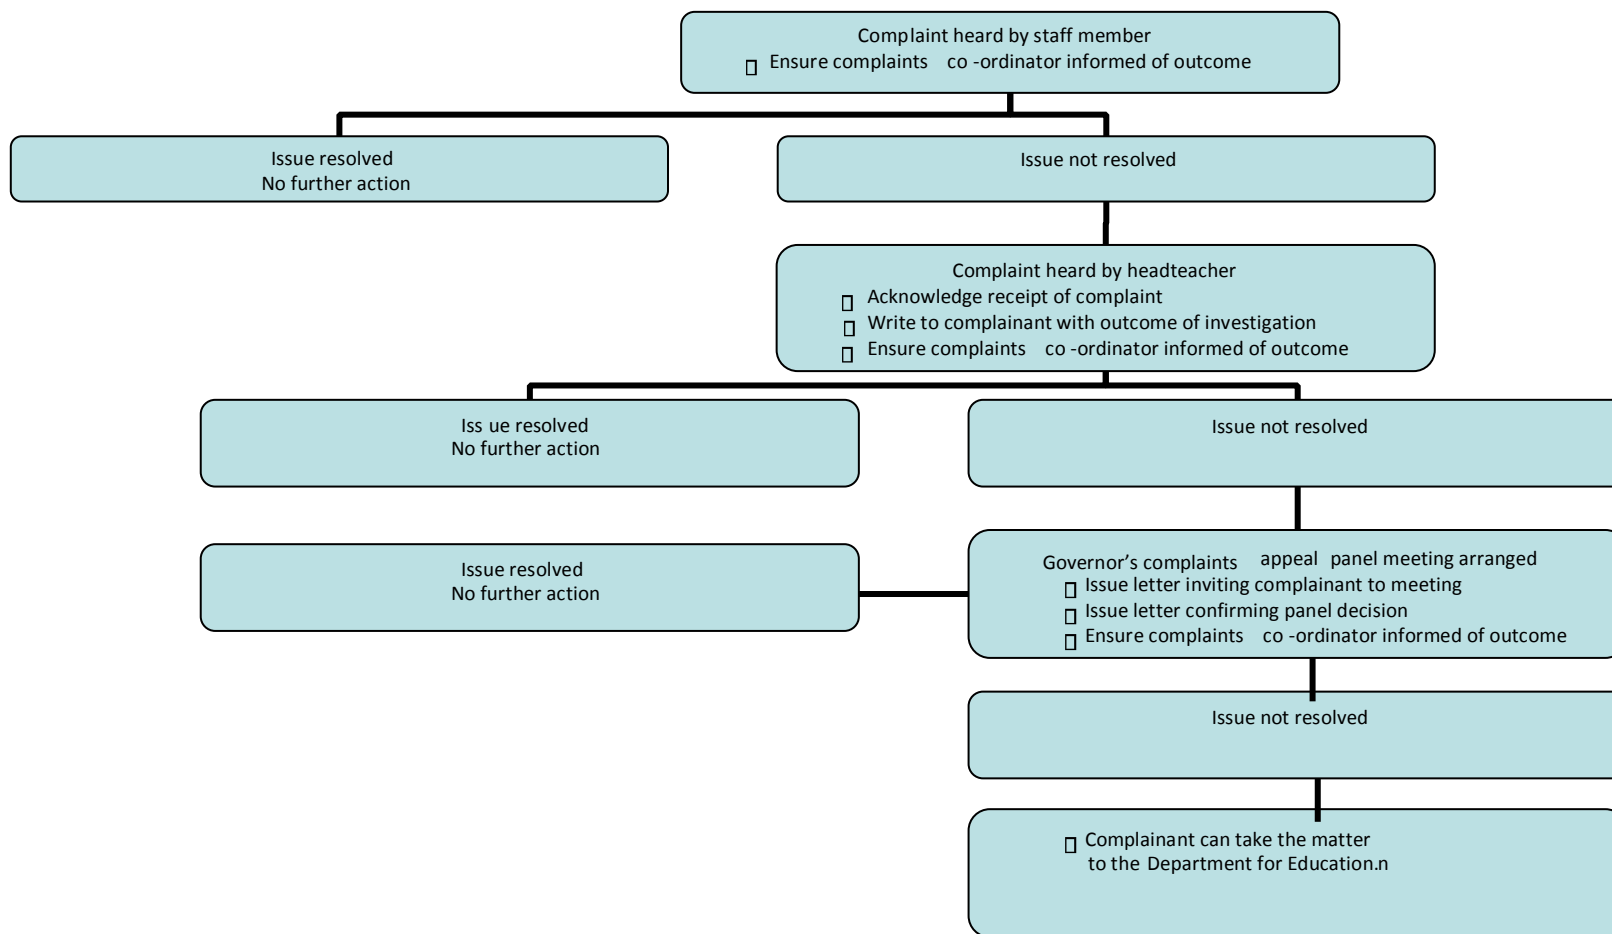 Complaint heard by staff member
Ensure complaints co -ordinator informed of outcome
Issue resolved
No further action
Issue not resolved
Complaint heard by headteacher
Acknowledge receipt of complaint
Write to complainant with outcome of investigation
Ensure complaints co -ordinator informed of outcome
Iss ue resolved
No further action
Issue not resolved
Issue resolved
No further action
Governor’s complaints appeal panel meeting arranged
Issue letter inviting complainant to meeting
Issue letter confirming panel decision
Ensure complaints co -ordinator informed of outcome
Issue not resolved
Complainant can take the matter
to the Department for Education.n